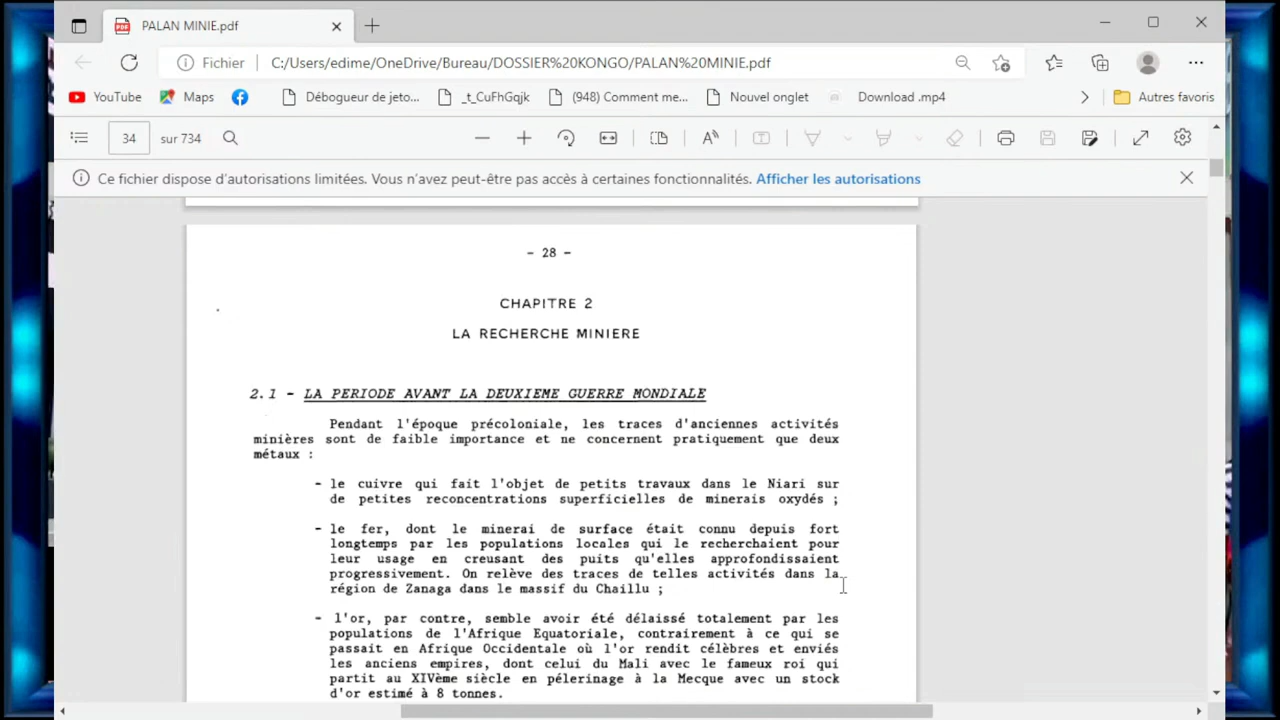 PALAN MINIE.pdf
Fichier C:/Users/edime/OneDrive/Bureau/DOSSIER%20KONGO/PALAN%20MINIE.pdf
YouTube Maps Débogueur de jeto... _t_CuFhGqjk (948) Comment me... Nouvel onglet Download .mp4 Autres favoris
34 sur 734
Ce fichier dispose d'autorisations limitées. Vous n'avez peut-être pas accès à certaines fonctionnalités. Afficher les autorisations
- 28 -
CHAPITRE 2
LA RECHERCHE MINIERE
2.1 - LA PERIODE AVANT LA DEUXIEME GUERRE MONDIALE
Pendant l'époque précoloniale, les traces d'anciennes activités
minières sont de faible importance et ne concernent pratiquement que deux
métaux :
- le cuivre qui fait l'objet de petits travaux dans le Niari sur
de petites reconcentrations superficielles de minerais oxydés ;
- le fer, dont le minerai de surface était connu depuis fort
longtemps par les populations locales qui le recherchaient pour
leur usage en creusant des puits qu'elles approfondissaient
progressivement. On relève des traces de telles activités dans la
région de Zanaga dans le massif du Chaillu ;
- l'or, par contre, semble avoir été délaissé totalement par les
populations de l'Afrique Equatoriale, contrairement à ce qui se
passait en Afrique Occidentale où l'or rendit célèbres et enviés
les anciens empires, dont celui du Mali avec le fameux roi qui
partit au XIVème siècle en pélerinage à la Mecque avec un stock
d'or estimé à 8 tonnes.